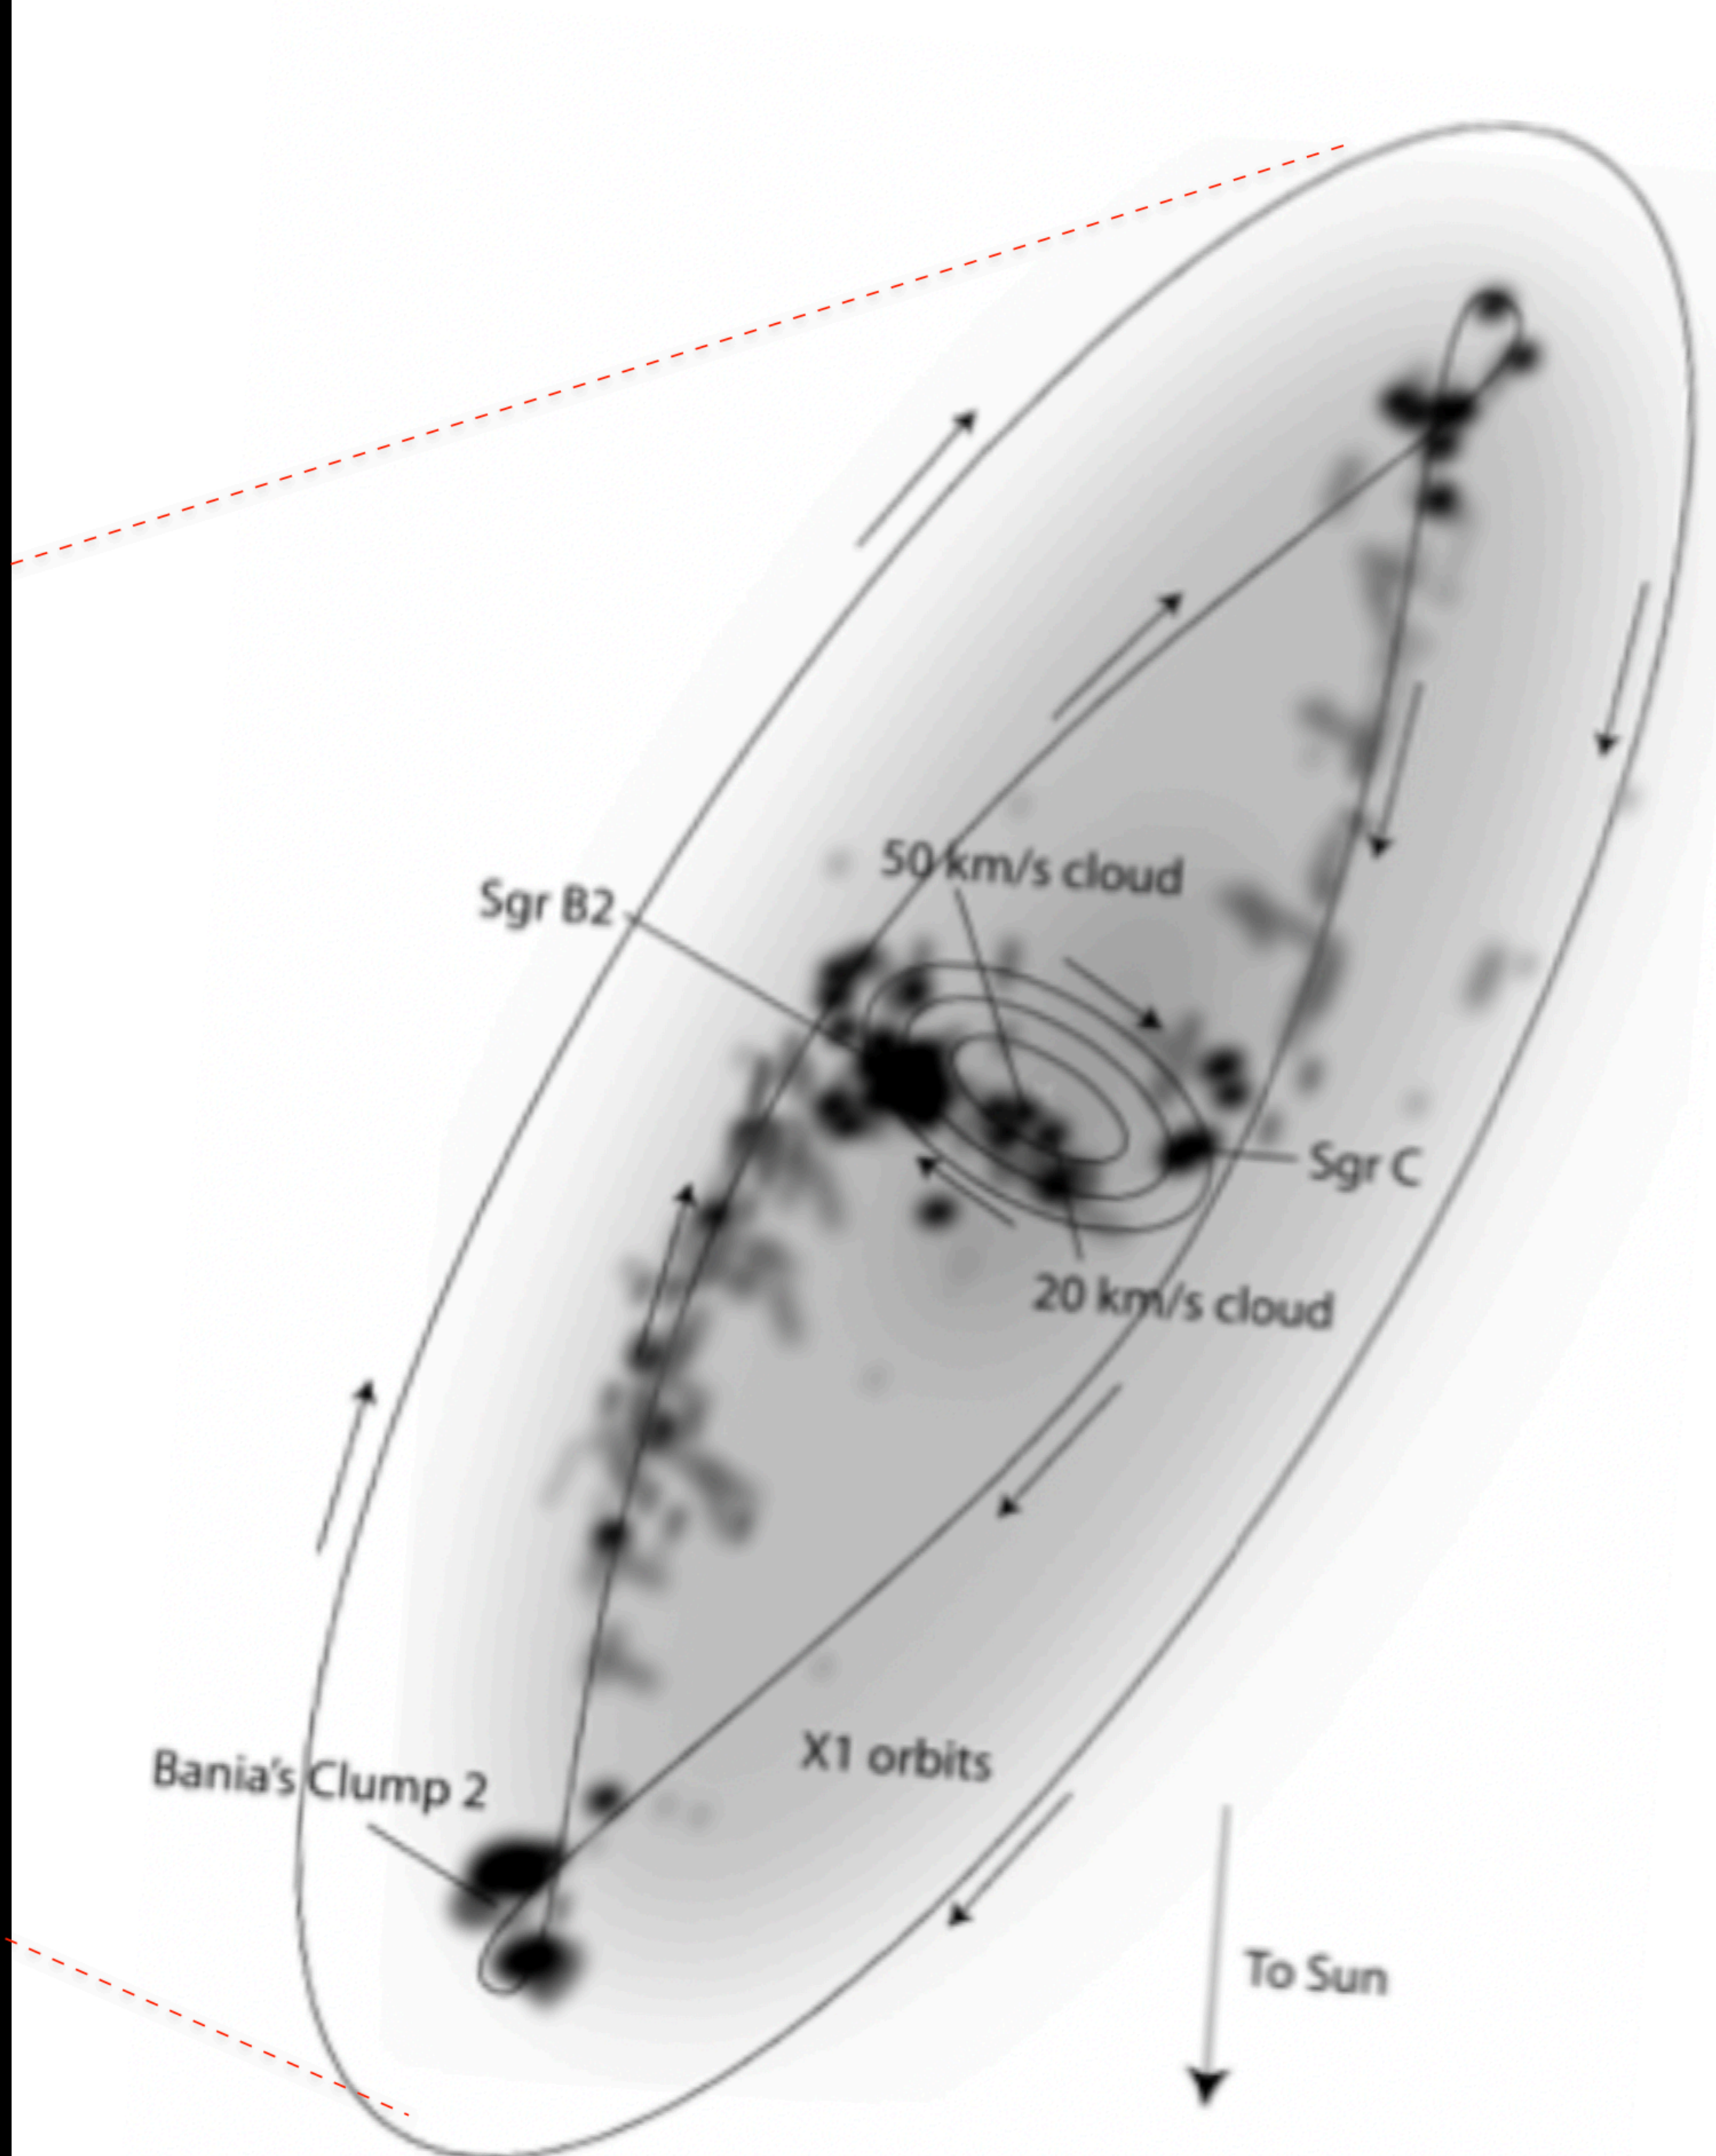 50 km/s cloud
Sgr B2
Sgr C
20 km/s cloud
X1 orbits
Bania's Clump 2
To Sun